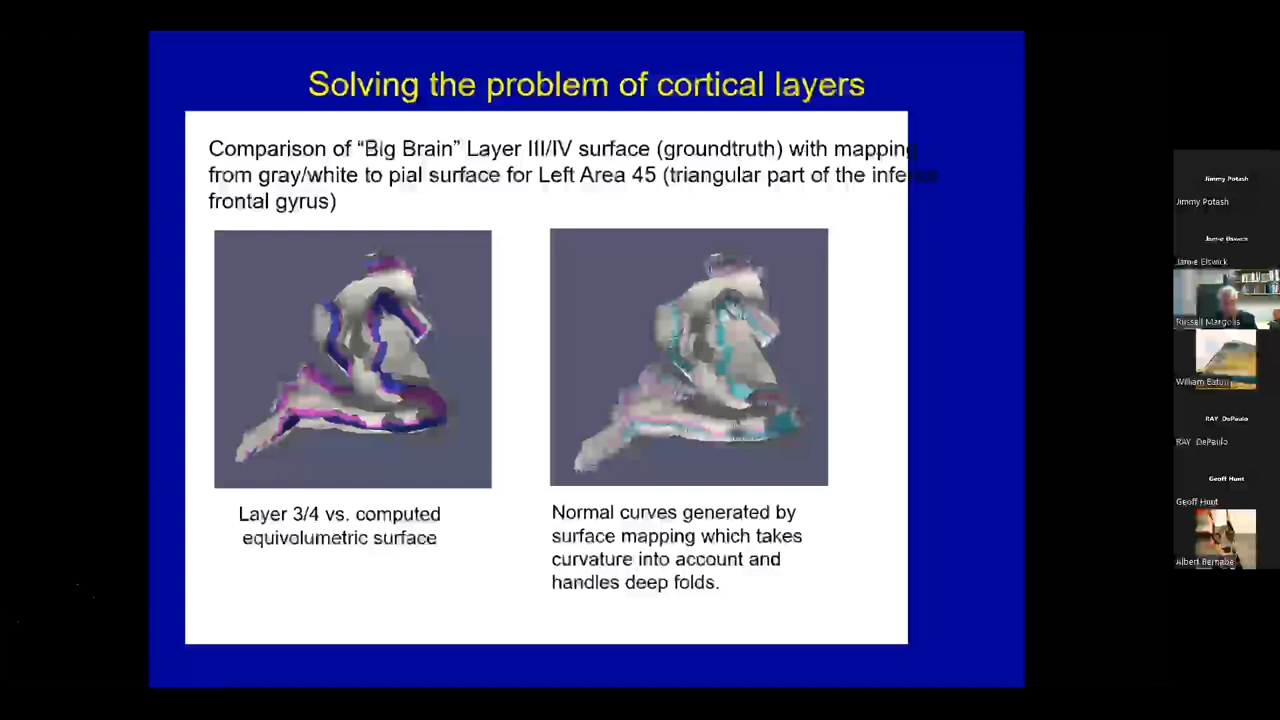 Solving the problem of cortical layers
Comparison of “Big Brain” Layer III/IV surface (groundtruth) with mapping
from gray/white to pial surface for Left Area 45 (triangular part of the inferior
frontal gyrus)
Layer 3/4 vs. computed
equivolumetric surface
Normal curves generated by
surface mapping which takes
curvature into account and
handles deep folds.
Jimmy Potash
Jimmy Potash
Jamie Elswick
Jamie Elswick
Russell Margolis
William Eaton
RAY DePaulo
RAY DePaulo
Geoff Hunt
Geoff Hunt
Albert Bernabe